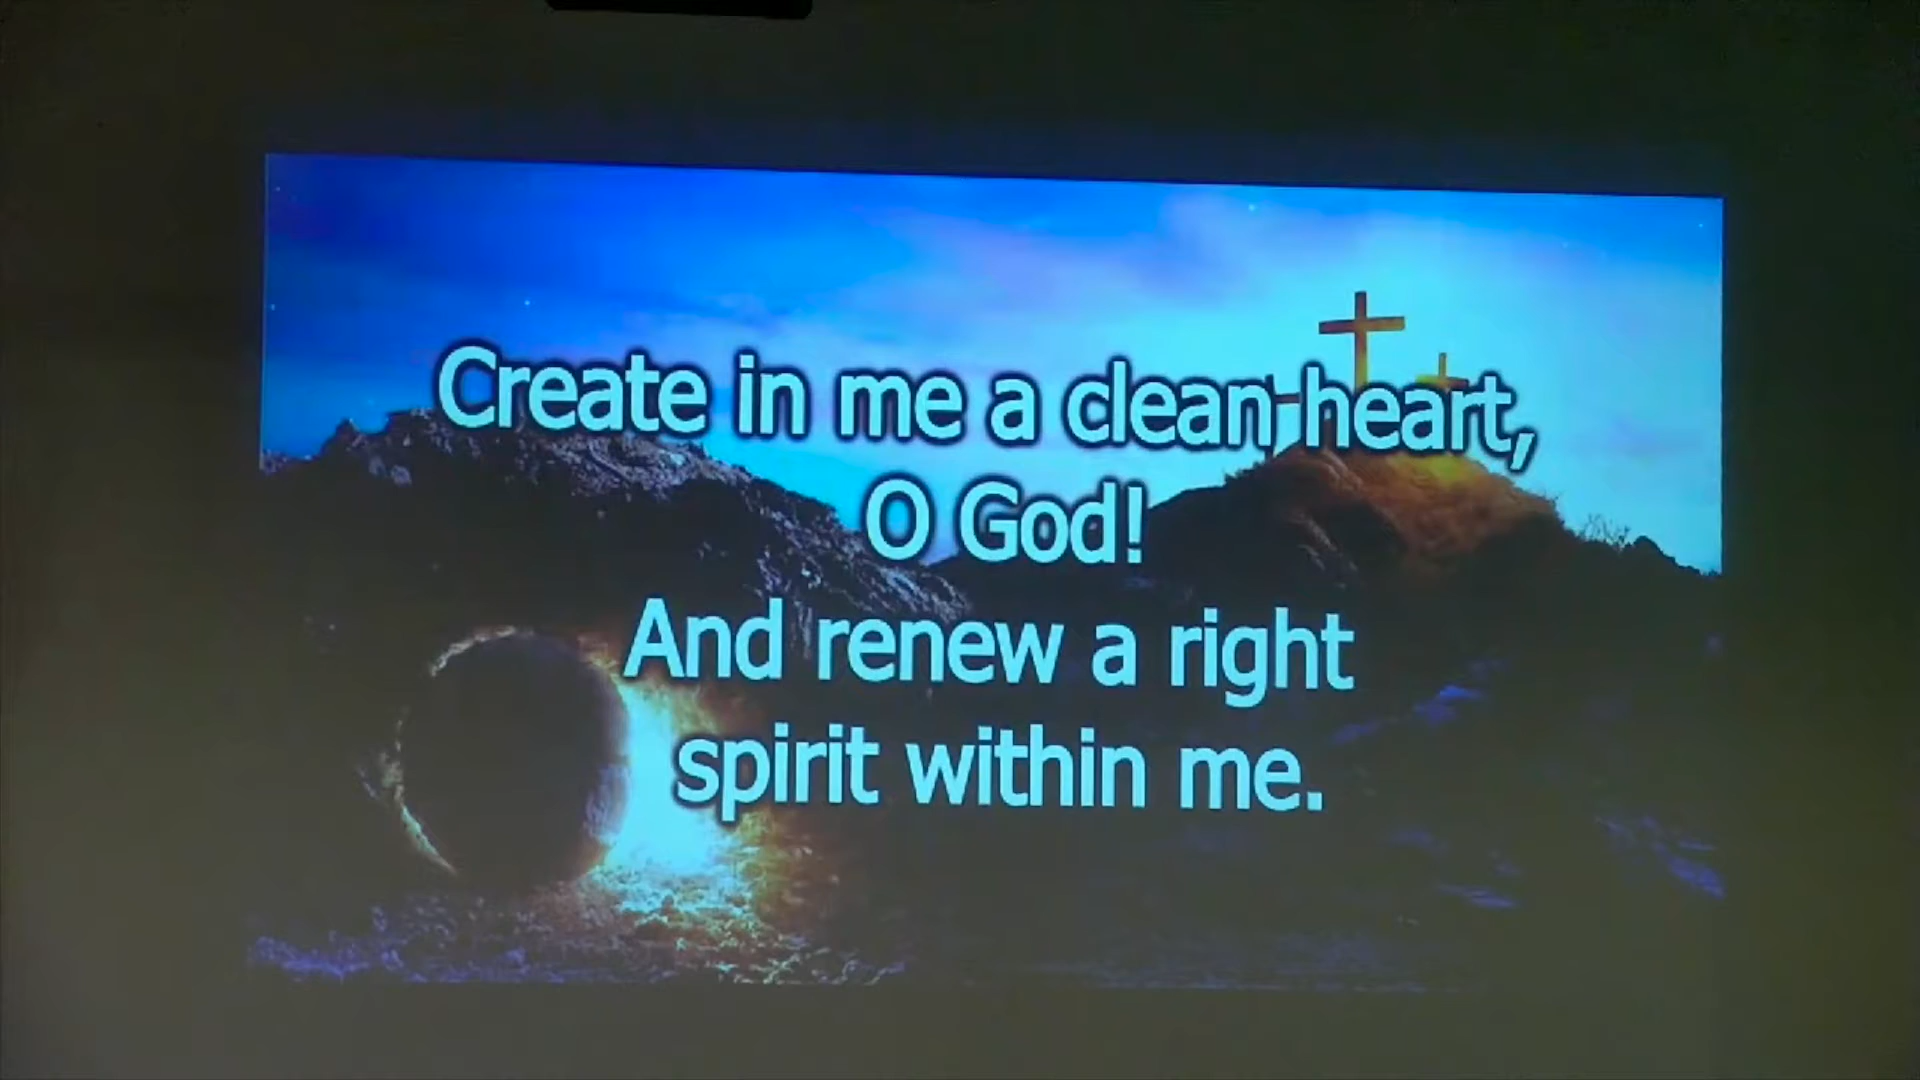 Create in me a clean heart,
O God!
And renew a right
spirit within me.